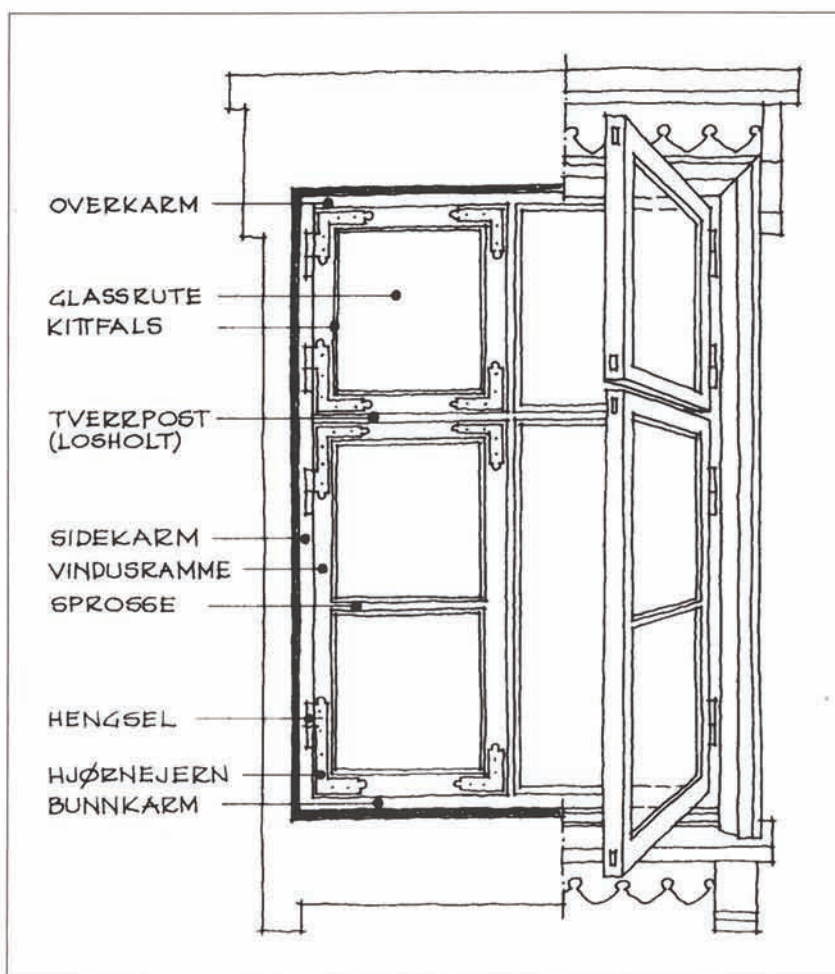 OVERKARM
GLASSRUTE
KITTFALS
TVERRPOST
(LOSHOLT)
SIDEKARM
VINDUSRAMME
SPROSSE
HENGSEL
HJØRNEJERN
BUNNKARM